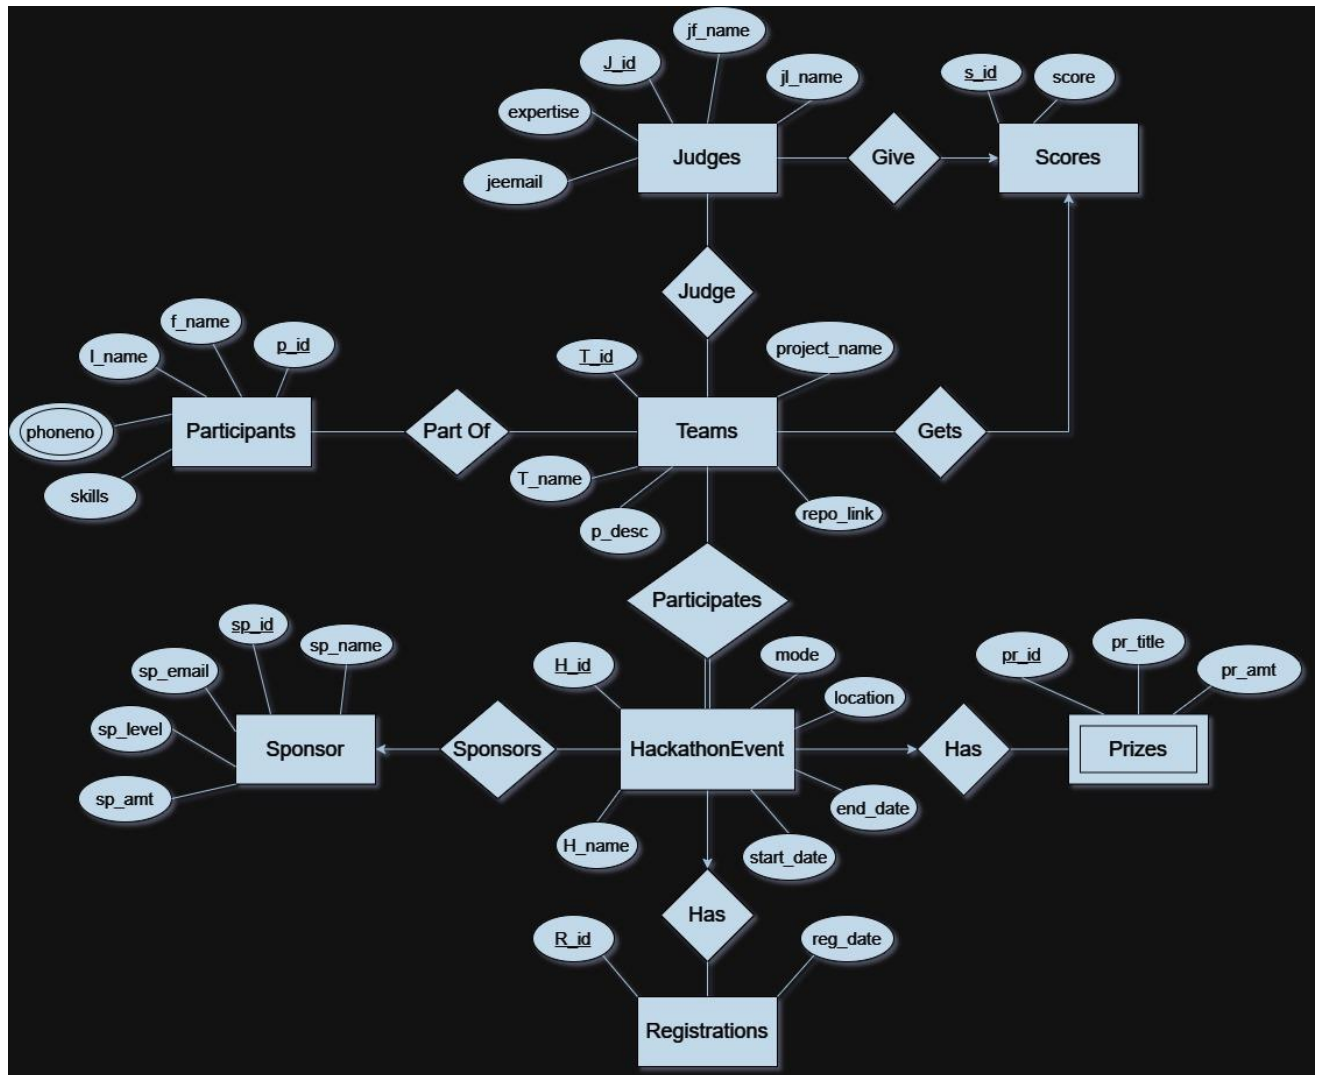 jf_name
J_id
jl_name
s_id
score
expertise
Judges
Give
Scores
jeemail
Judge
f_name
p_id
l_name
T_id
project_name
phoneno
Participants
Part Of
Teams
Gets
skills
T_name
p_desc
repo_link
Participates
sp_id
sp_name
sp_email
H_id
mode
pr_id
pr_title
pr_amt
location
sp_level
Sponsor
Sponsors
HackathonEvent
Has
Prizes
sp_amt
end_date
H_name
start_date
Has
R_id
reg_date
Registrations